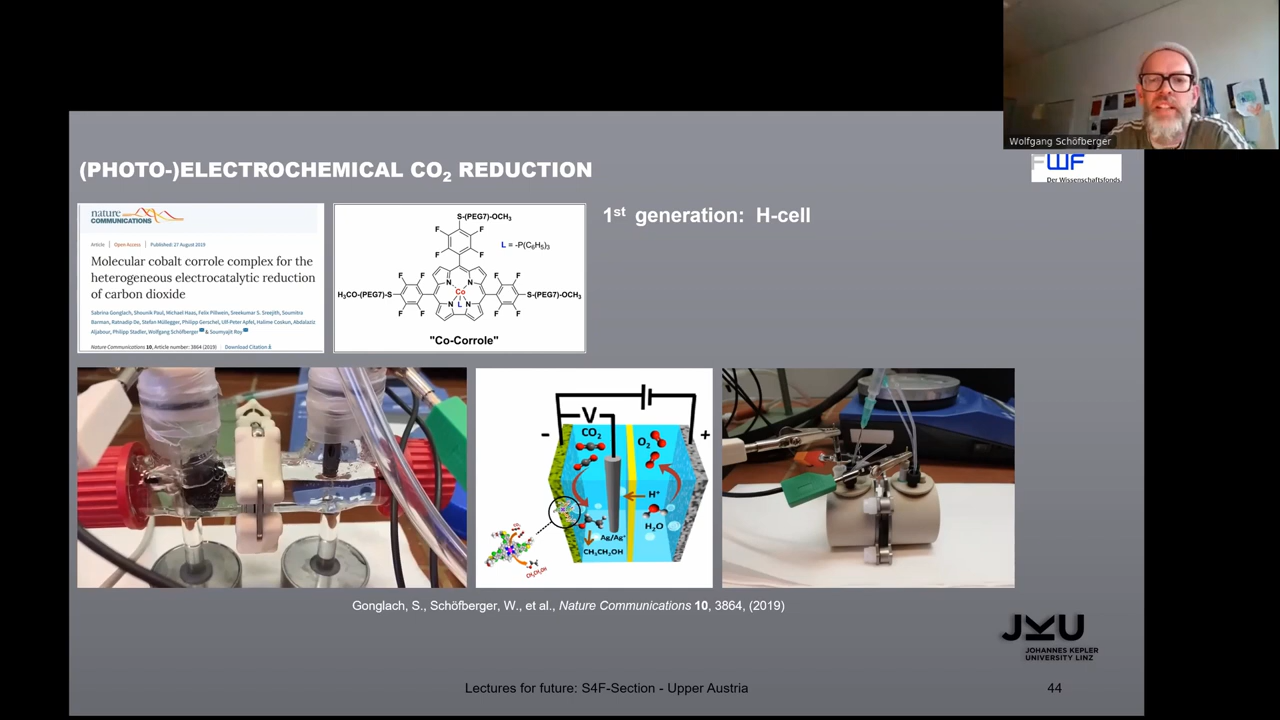 Wolfgang Schöfberger
(PHOTO-)ELECTROCHEMICAL CO₂ REDUCTION
FWF
Der Wissenschaftsfonds
nature
COMMUNICATIONS
Article | Open Access | Published: 27 August 2019
Molecular cobalt corrole complex for the
heterogeneous electrocatalytic reduction
of carbon dioxide
Sabrina Gonglach, Shounik Paul, Michael Haas, Felix Pillwein, Sreekumar S. Sreejith, Soumitra
Barman, Ratnadip De, Stefan Müllegger, Philipp Gerschel, Ulf-Peter Apfel, Halime Coskun, Abdalaziz
Aljabour, Philipp Stadler, Wolfgang Schöfberger & Soumyajit Roy
Nature Communications 10, Article number: 3864 (2019) | Download Citation
S-(PEG7)-OCH₃
F F
L = -P(C₆H₅)₃
F F
F F F F
N N
H₃CO-(PEG7)-S Co S-(PEG7)-OCH₃
N L N
F F F F
"Co-Corrole"
1st generation: H-cell
V
- +
CO₂ O₂
H⁺
H₂O
Ag/Ag⁺
CH₃CH₂OH
CH₃CH₂OH
Gonglach, S., Schöfberger, W., et al., Nature Communications 10, 3864, (2019)
JKU
JOHANNES KEPLER
UNIVERSITY LINZ
Lectures for future: S4F-Section - Upper Austria
44